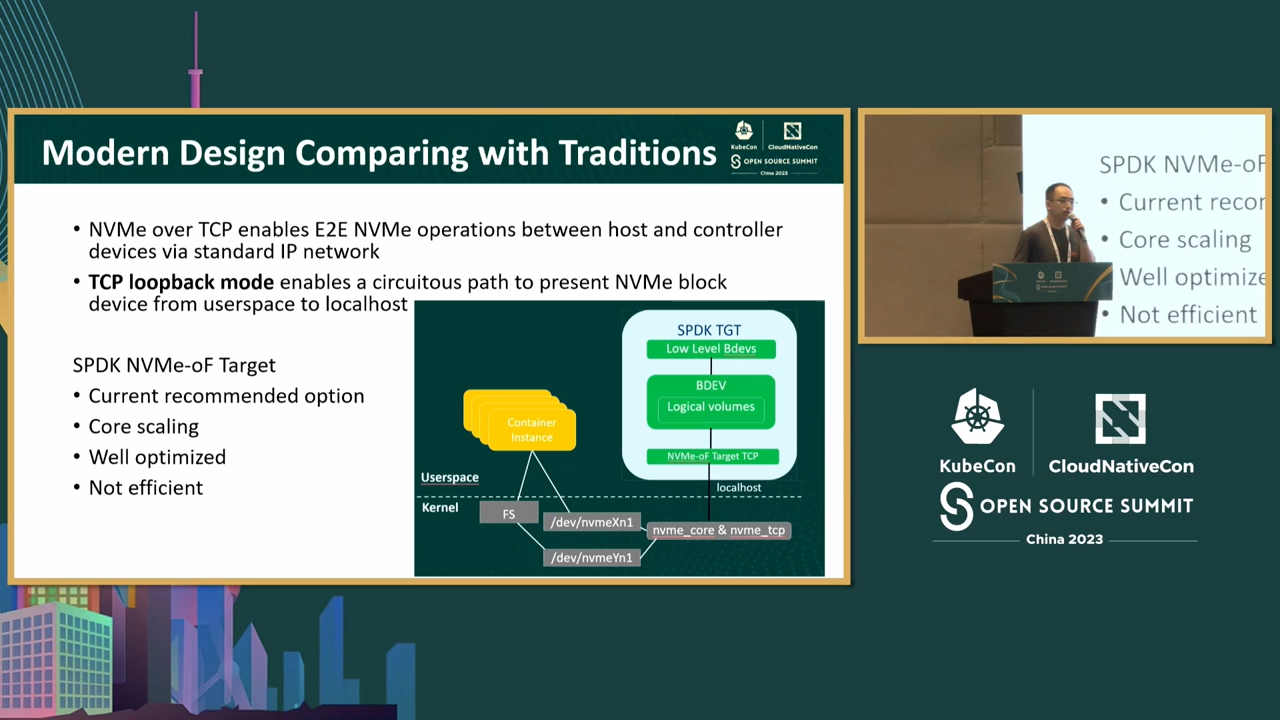 Modern Design Comparing with Traditions
KubeCon
CloudNativeCon
OPEN SOURCE SUMMIT
China 2023
• NVMe over TCP enables E2E NVMe operations between host and controller
devices via standard IP network
• TCP loopback mode enables a circuitous path to present NVMe block
device from userspace to localhost
SPDK NVMe-oF Target
• Current recommended option
• Core scaling
• Well optimized
• Not efficient
SPDK TGT
Low Level Bdevs
BDEV
Logical volumes
NVMe-oF Target TCP
localhost
Container
Instance
Userspace
Kernel
FS
/dev/nvmeXn1
/dev/nvmeYn1
nvme_core & nvme_tcp
SPDK NVMe-oF
• Current recor
• Core scaling
Well optimize
• Not efficient
KubeCon
CloudNativeCon
OPEN SOURCE SUMMIT
China 2023